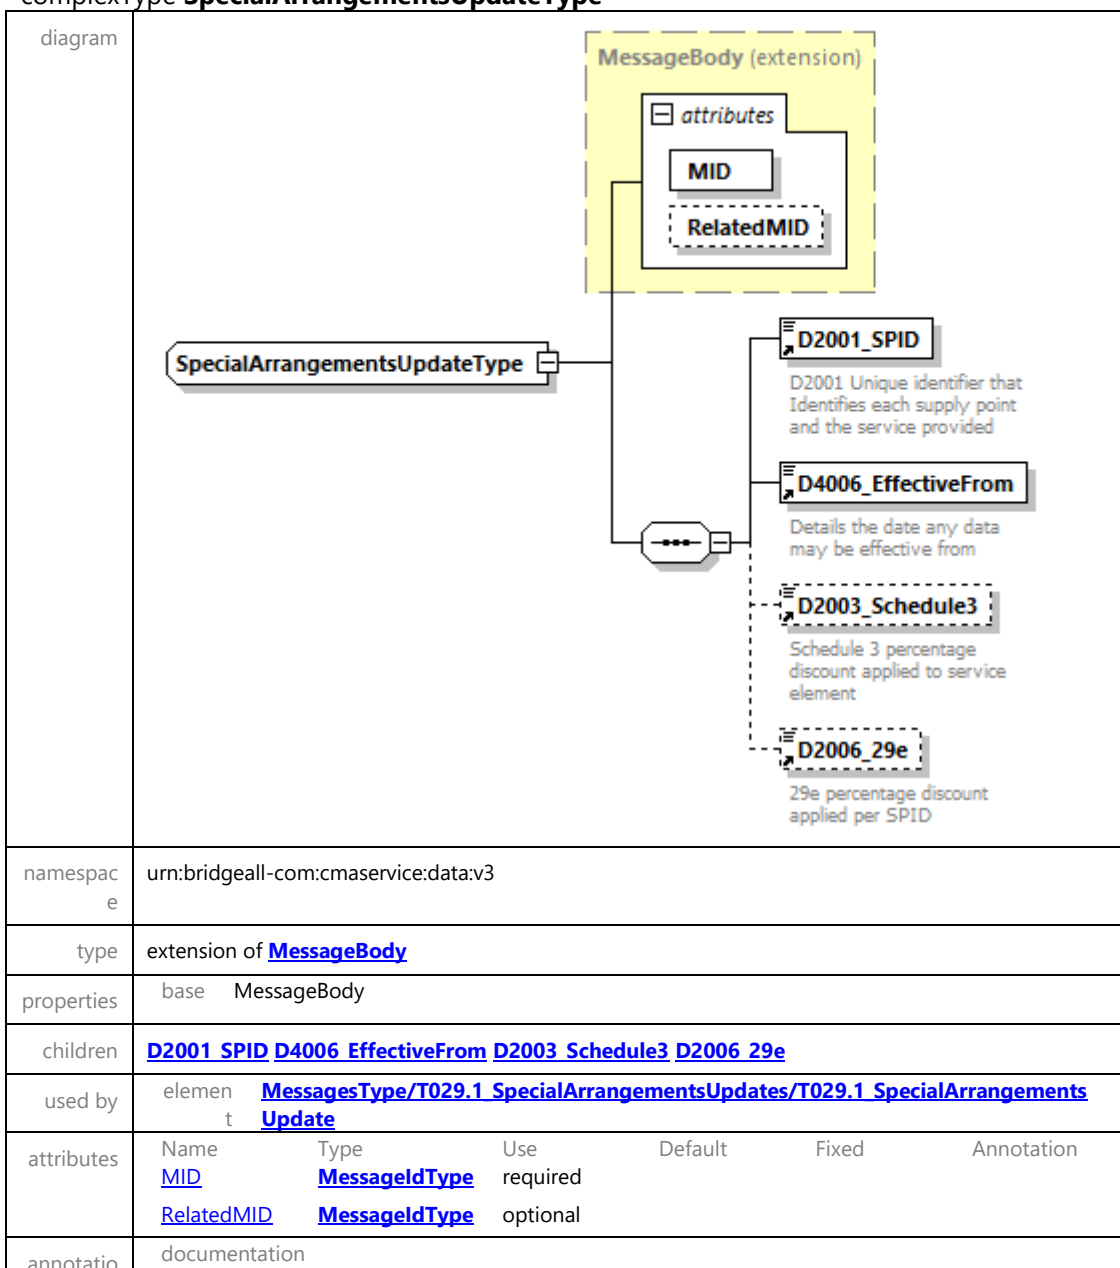 complexType SpecialArrangementsUpdateType
diagram
MessageBody (extension)
attributes
MID
RelatedMID
SpecialArrangementsUpdateType
D2001_SPID
D2001 Unique identifier that
Identifies each supply point
and the service provided
D4006_EffectiveFrom
Details the date any data
may be effective from
D2003_Schedule3
Schedule 3 percentage
discount applied to service
element
D2006_29e
29e percentage discount
applied per SPID
namespac
e
urn:bridgeall-com:cmaservice:data:v3
type
extension of MessageBody
properties
base MessageBody
children
D2001_SPID D4006_EffectiveFrom D2003_Schedule3 D2006_29e
used by
elemen
t
MessagesType/T029.1_SpecialArrangementsUpdates/T029.1_SpecialArrangements
Update
attributes
Name Type Use Default Fixed Annotation
MID MessageIdType required
RelatedMID MessageIdType optional
annotatio
documentation